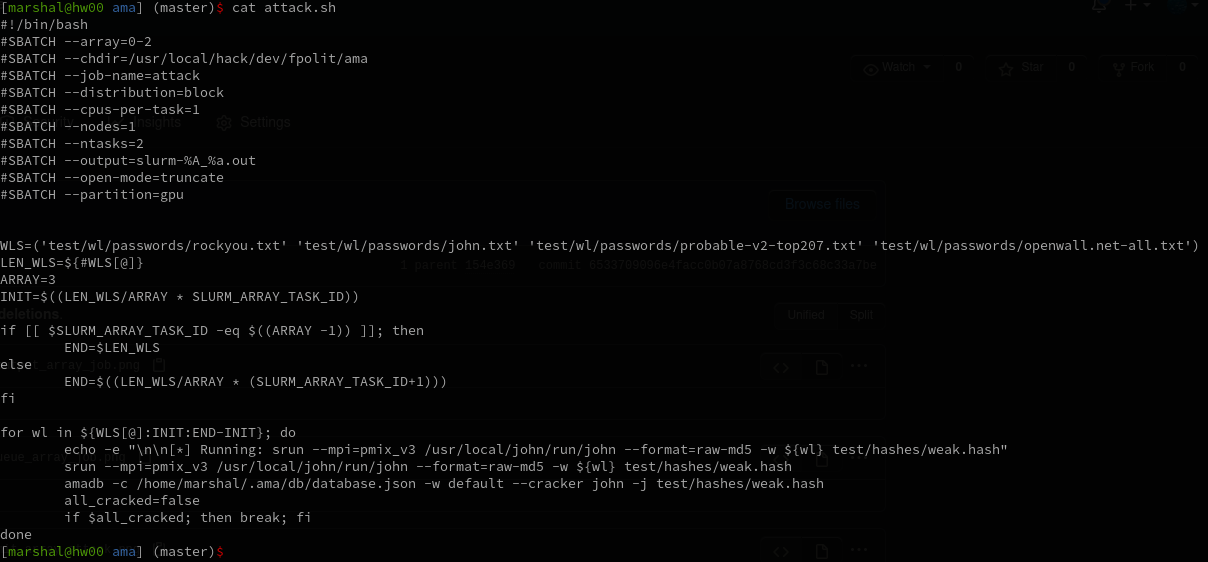 [marshal@hw00 ama] (master)$ cat attack.sh
#!/bin/bash
#SBATCH --array=0-2
#SBATCH --chdir=/usr/local/hack/dev/fpolit/ama
#SBATCH --job-name=attack
#SBATCH --distribution=block
#SBATCH --cpus-per-task=1
#SBATCH --nodes=1
#SBATCH --ntasks=2
#SBATCH --output=slurm-%A_%a.out
#SBATCH --open-mode=truncate
#SBATCH --partition=gpu
WLS=('test/wl/passwords/rockyou.txt' 'test/wl/passwords/john.txt' 'test/wl/passwords/probable-v2-top207.txt' 'test/wl/passwords/openwall.net-all.txt')
LEN_WLS=${#WLS[@]}
ARRAY=3
INIT=$((LEN_WLS/ARRAY * SLURM_ARRAY_TASK_ID))
if [[ $SLURM_ARRAY_TASK_ID -eq $((ARRAY -1)) ]]; then
END=$LEN_WLS
else
END=$((LEN_WLS/ARRAY * (SLURM_ARRAY_TASK_ID+1)))
fi
for wl in ${WLS[@]:INIT:END-INIT}; do
echo -e "\n\n[*] Running: srun --mpi=pmix_v3 /usr/local/john/run/john --format=raw-md5 -w ${wl} test/hashes/weak.hash"
srun --mpi=pmix_v3 /usr/local/john/run/john --format=raw-md5 -w ${wl} test/hashes/weak.hash
amadb -c /home/marshal/.ama/db/database.json -w default --cracker john -j test/hashes/weak.hash
all_cracked=false
if $all_cracked; then break; fi
done
[marshal@hw00 ama] (master)$
Watch 0 Star 0 Fork 0
Insights Settings
Browse files
1 parent 154e389 commit
deletions.
Unified Split
_array_job.png